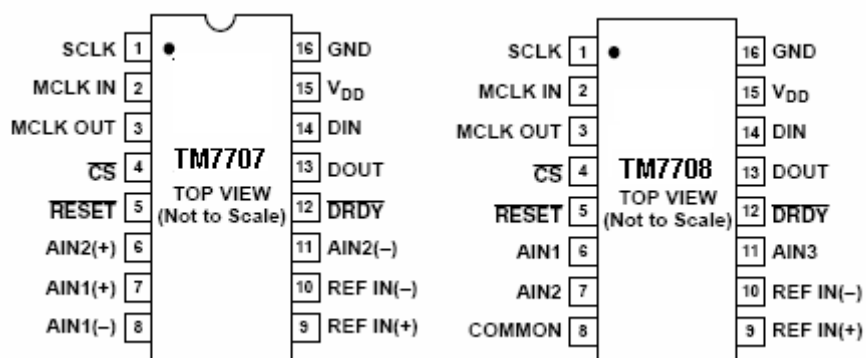 SCLK 1 16 GND
MCLK IN 2 15 VDD
MCLK OUT 3 14 DIN
CS 4 13 DOUT
RESET 5 12 DRDY
AIN2(+) 6 11 AIN2(–)
AIN1(+) 7 10 REF IN(–)
AIN1(–) 8 9 REF IN(+)
TM7707
TOP VIEW
(Not to Scale)
SCLK 1 16 GND
MCLK IN 2 15 VDD
MCLK OUT 3 14 DIN
CS 4 13 DOUT
RESET 5 12 DRDY
AIN1 6 11 AIN3
AIN2 7 10 REF IN(–)
COMMON 8 9 REF IN(+)
TM7708
TOP VIEW
(Not to Scale)